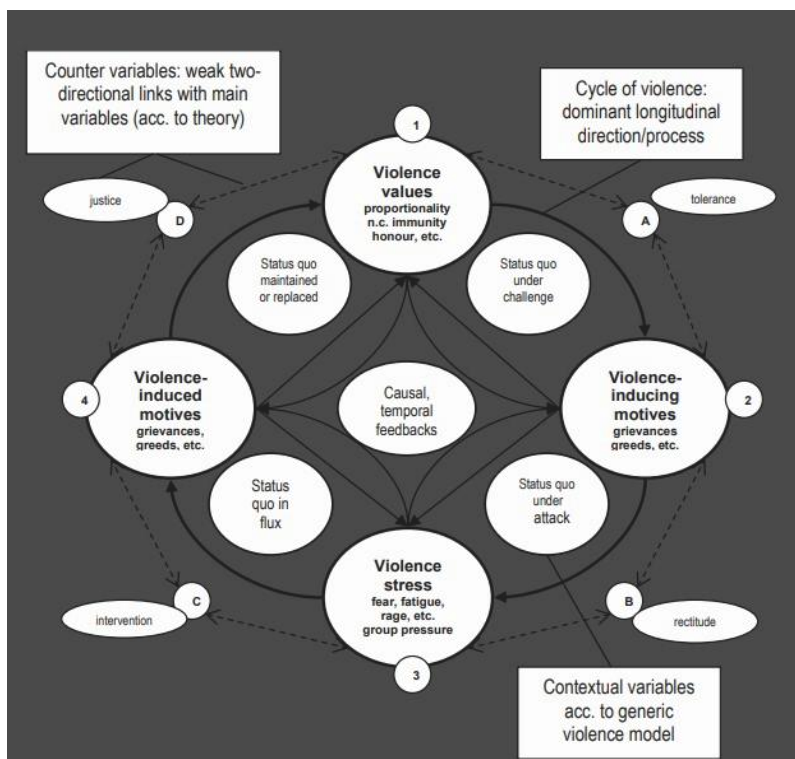 Counter variables: weak two-
directional links with main
variables (acc. to theory)
Cycle of violence:
dominant longitudinal
direction/process
1
Violence
values
proportionality
n.c. immunity
honour, etc.
justice
D
A
tolerance
Status quo
maintained
or replaced
Status quo
under
challenge
4
Violence-
induced motives
grievances,
greeds, etc.
Causal,
temporal
feedbacks
Violence-
inducing
motives
grievances
greeds, etc.
2
Status
quo in
flux
Status quo
under
attack
Violence
stress
fear, fatigue,
rage, etc.
group pressure
3
intervention
C
B
rectitude
Contextual variables
acc. to generic
violence model